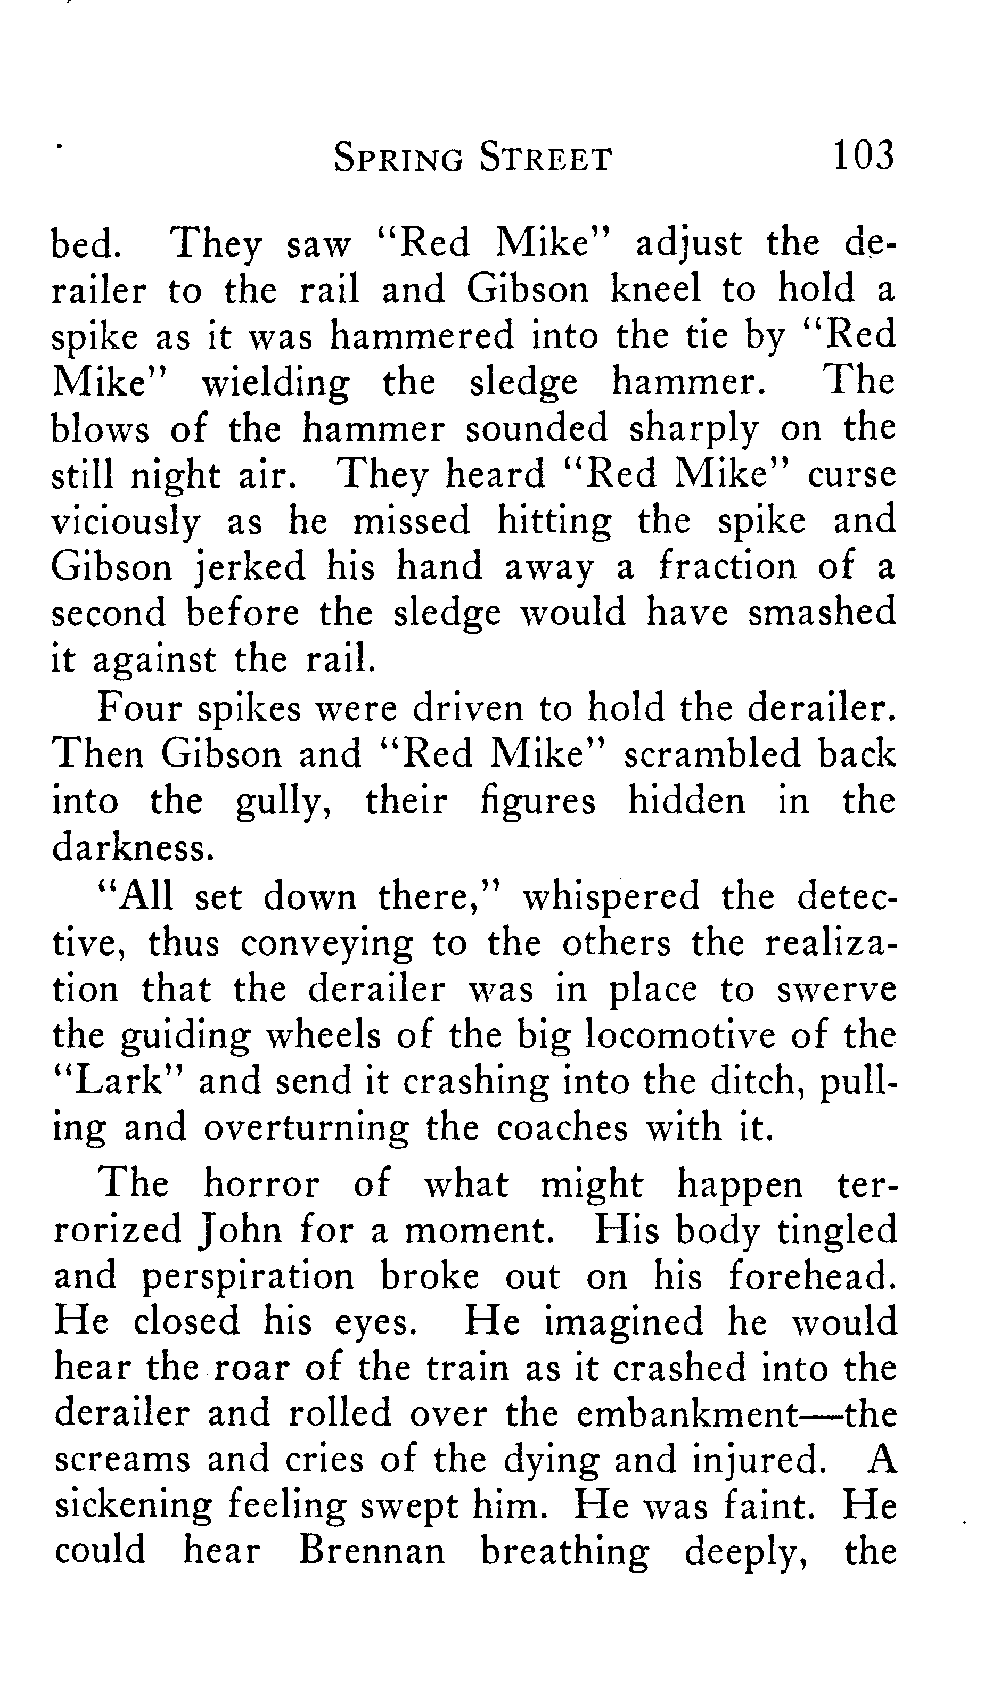 SPRING STREET 103
bed. They saw “Red Mike” adjust the de-
railer to the rail and Gibson kneel to hold a
spike as it was hammered into the tie by “Red
Mike” wielding the sledge hammer. The
blows of the hammer sounded sharply on the
still night air. They heard “Red Mike” curse
viciously as he missed hitting the spike and
Gibson jerked his hand away a fraction of a
second before the sledge would have smashed
it against the rail.
Four spikes were driven to hold the derailer.
Then Gibson and “Red Mike” scrambled back
into the gully, their figures hidden in the
darkness.
“All set down there,” whispered the detec-
tive, thus conveying to the others the realiza-
tion that the derailer was in place to swerve
the guiding wheels of the big locomotive of the
“Lark” and send it crashing into the ditch, pull-
ing and overturning the coaches with it.
The horror of what might happen ter-
rorized John for a moment. His body tingled
and perspiration broke out on his forehead.
He closed his eyes. He imagined he would
hear the roar of the train as it crashed into the
derailer and rolled over the embankment—the
screams and cries of the dying and injured. A
sickening feeling swept him. He was faint. He
could hear Brennan breathing deeply, the